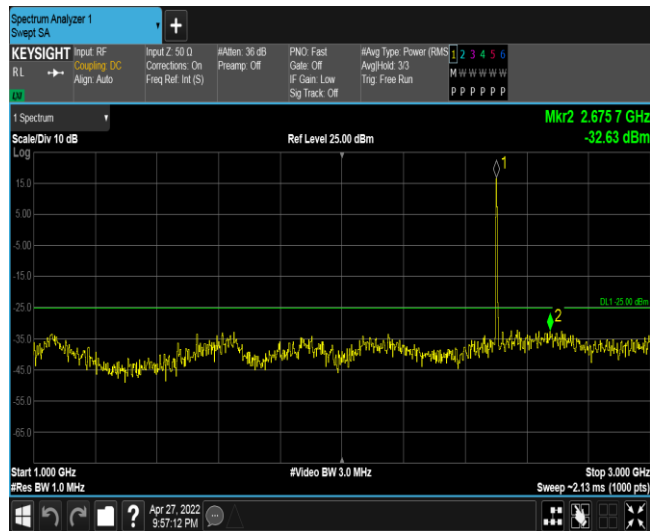 Spectrum Analyzer 1
Swept SA
+
KEYSIGHT
RL
Input: RF
Coupling: DC
Align: Auto
Input Z: 50 Ω
Corrections: On
Freq Ref: Int (S)
#Atten: 36 dB
Preamp: Off
PNO: Fast
Gate: Off
IF Gain: Low
Sig Track: Off
#Avg Type: Power (RMS
Avg|Hold: 3/3
Trig: Free Run
1 2 3 4 5 6
M W W W W W
P P P P P P
1 Spectrum
Mkr2 2.675 7 GHz
Scale/Div 10 dB
Ref Level 25.00 dBm
-32.63 dBm
Log
1
15.0
5.00
-5.00
-15.0
-25.0
DL1 -25.00 dBm
2
-35.0
-45.0
-55.0
-65.0
Start 1.000 GHz
#Video BW 3.0 MHz
Stop 3.000 GHz
#Res BW 1.0 MHz
Sweep ~2.13 ms (1000 pts)
?
Apr 27, 2022
9:57:12 PM